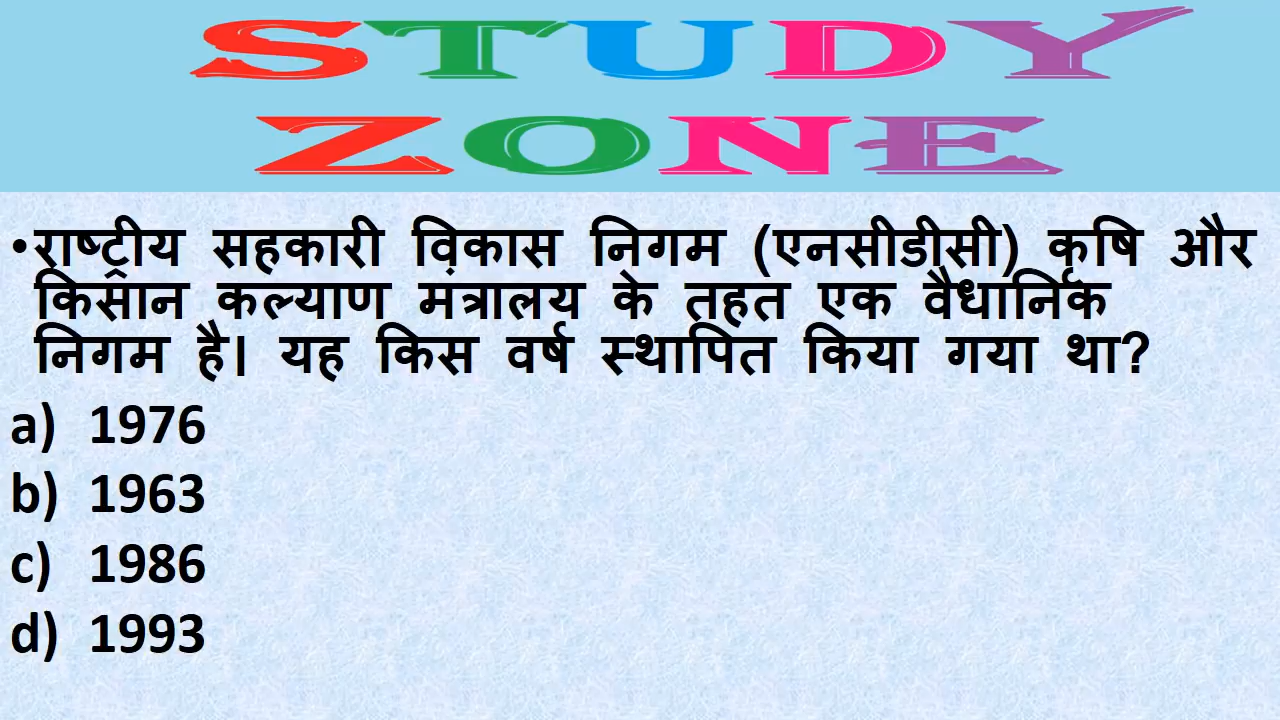 STUDY
ZONE
•राष्ट्रीय सहकारी विकास निगम (एनसीडीसी) कृषि और
किसान कल्याण मंत्रालय के तहत एक वैधानिक
निगम है। यह किस वर्ष स्थापित किया गया था?
a) 1976
b) 1963
c) 1986
d) 1993